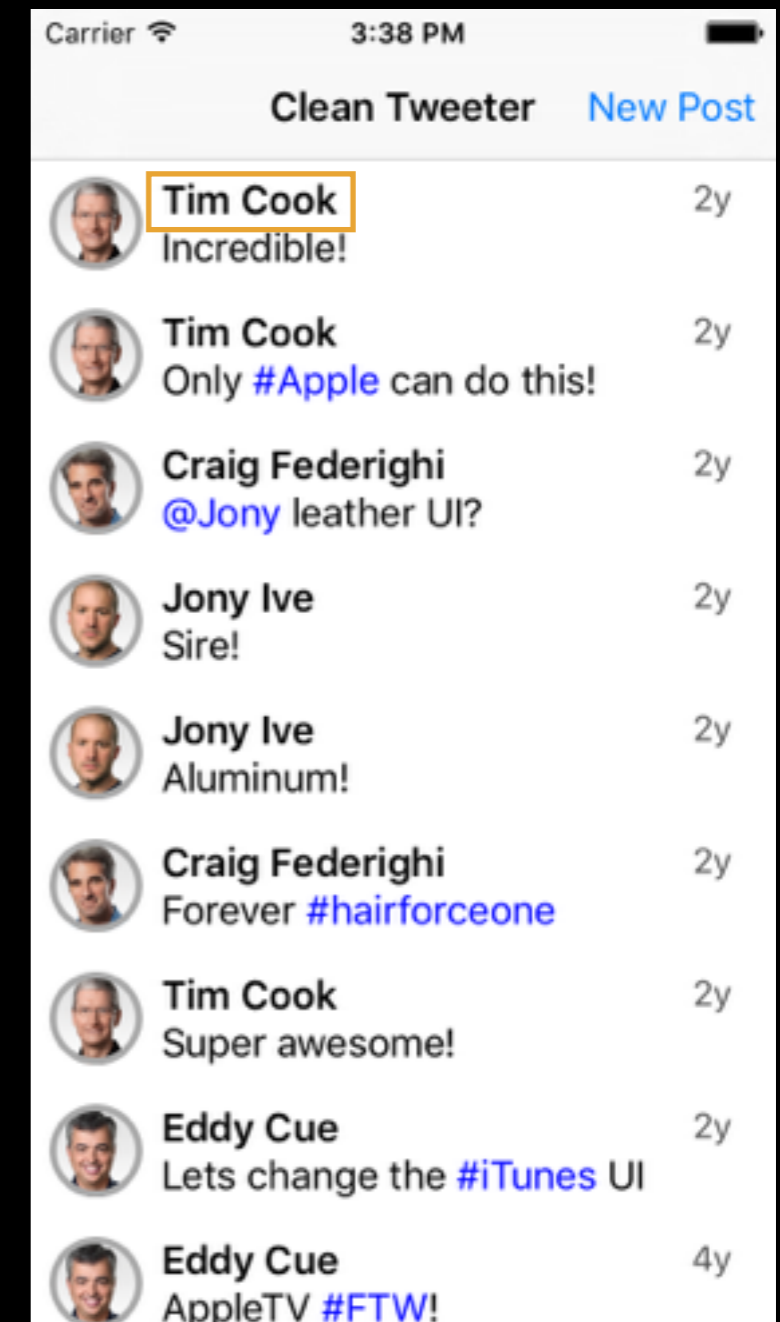 Carrier 3:38 PM
Clean Tweeter New Post
Tim Cook 2y
Incredible!
Tim Cook 2y
Only #Apple can do this!
Craig Federighi 2y
@Jony leather UI?
Jony Ive 2y
Sire!
Jony Ive 2y
Aluminum!
Craig Federighi 2y
Forever #hairforceone
Tim Cook 2y
Super awesome!
Eddy Cue 2y
Lets change the #iTunes UI
Eddy Cue 4y
AppleTV #FTW!